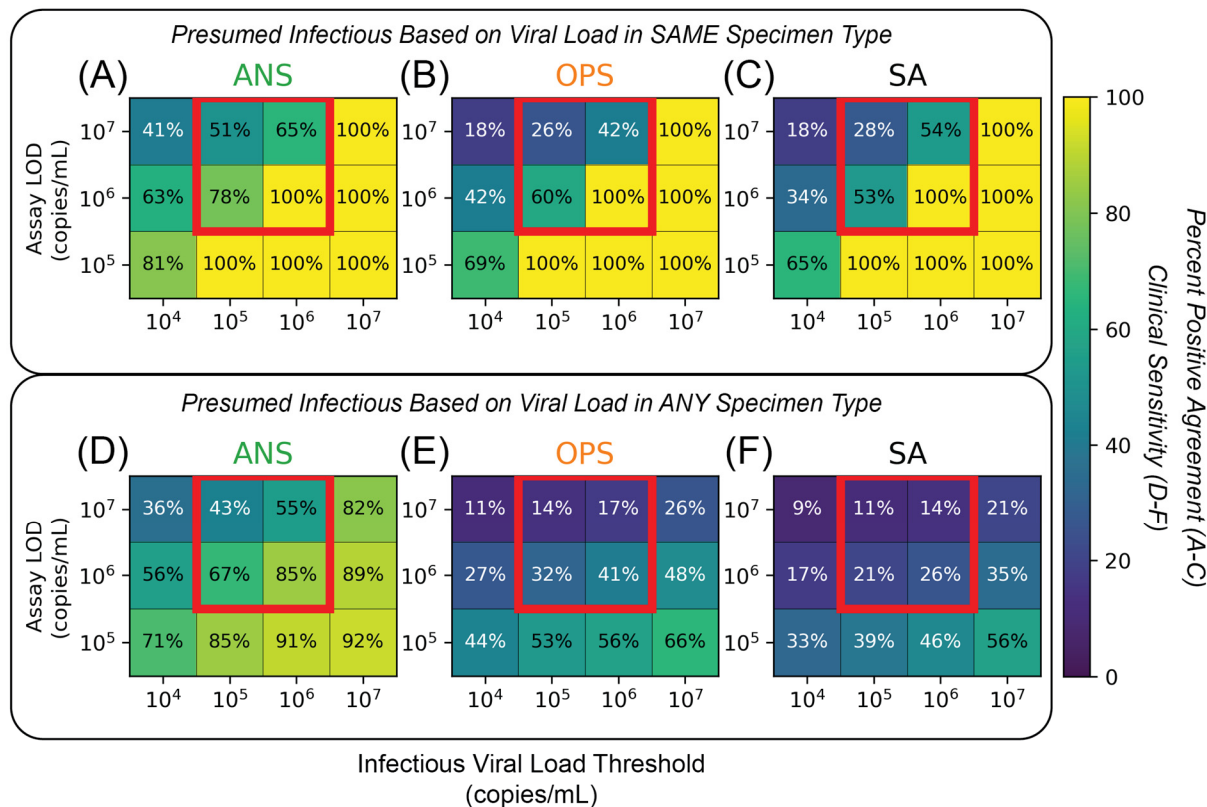 Presumed Infectious Based on Viral Load in SAME Specimen Type
(A) ANS (B) OPS (C) SA
Assay LOD
(copies/mL)
10⁷ 41% 51% 65% 100% 10⁷ 18% 26% 42% 100% 10⁷ 18% 28% 54% 100%
10⁶ 63% 78% 100% 100% 10⁶ 42% 60% 100% 100% 10⁶ 34% 53% 100% 100%
10⁵ 81% 100% 100% 100% 10⁵ 69% 100% 100% 100% 10⁵ 65% 100% 100% 100%
10⁴ 10⁵ 10⁶ 10⁷ 10⁴ 10⁵ 10⁶ 10⁷ 10⁴ 10⁵ 10⁶ 10⁷
Presumed Infectious Based on Viral Load in ANY Specimen Type
(D) ANS (E) OPS (F) SA
Assay LOD
(copies/mL)
10⁷ 36% 43% 55% 82% 10⁷ 11% 14% 17% 26% 10⁷ 9% 11% 14% 21%
10⁶ 56% 67% 85% 89% 10⁶ 27% 32% 41% 48% 10⁶ 17% 21% 26% 35%
10⁵ 71% 85% 91% 92% 10⁵ 44% 53% 56% 66% 10⁵ 33% 39% 46% 56%
10⁴ 10⁵ 10⁶ 10⁷ 10⁴ 10⁵ 10⁶ 10⁷ 10⁴ 10⁵ 10⁶ 10⁷
Infectious Viral Load Threshold
(copies/mL)
100
80
60
40
20
0
Percent Positive Agreement (A-C)
Clinical Sensitivity (D-F)